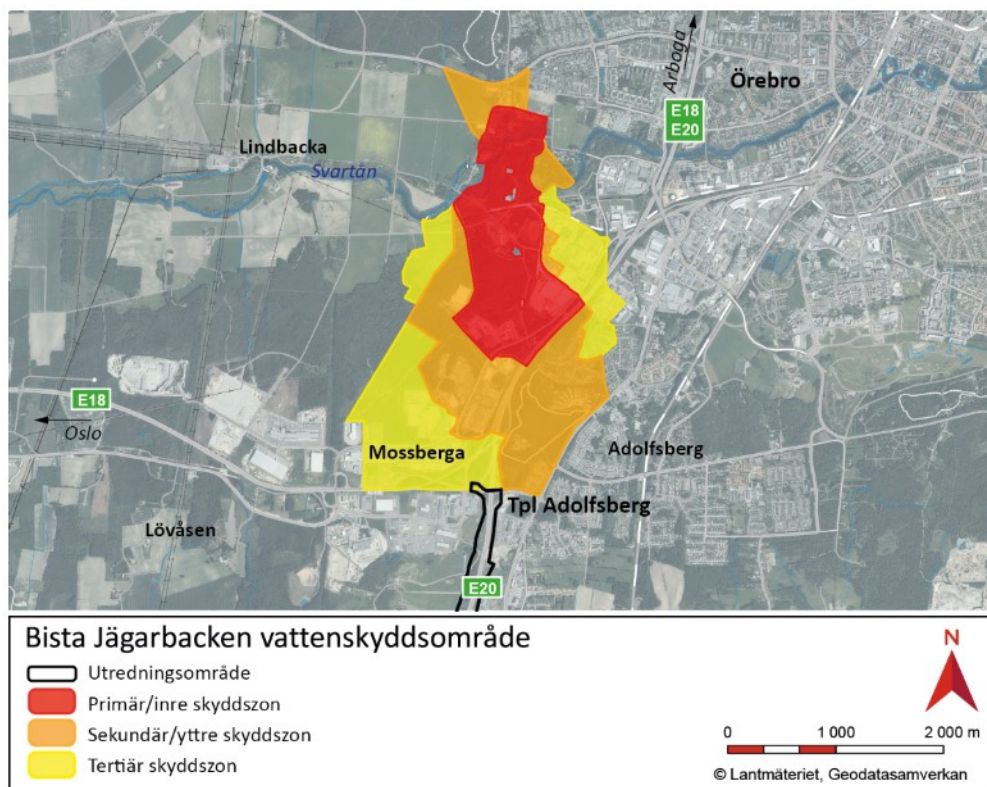 Arboga
Örebro
E18
E20
Lindbacka
Svartån
E18
Oslo
Mossberga
Adolfsberg
Tpl Adolfsberg
Lövåsen
E20
Bista Jägarbacken vattenskyddsområde
Utredningsområde
Primär/inre skyddszon
Sekundär/yttre skyddszon
Tertiär skyddszon
N
0 1 000 2 000 m
© Lantmäteriet, Geodatasamverkan